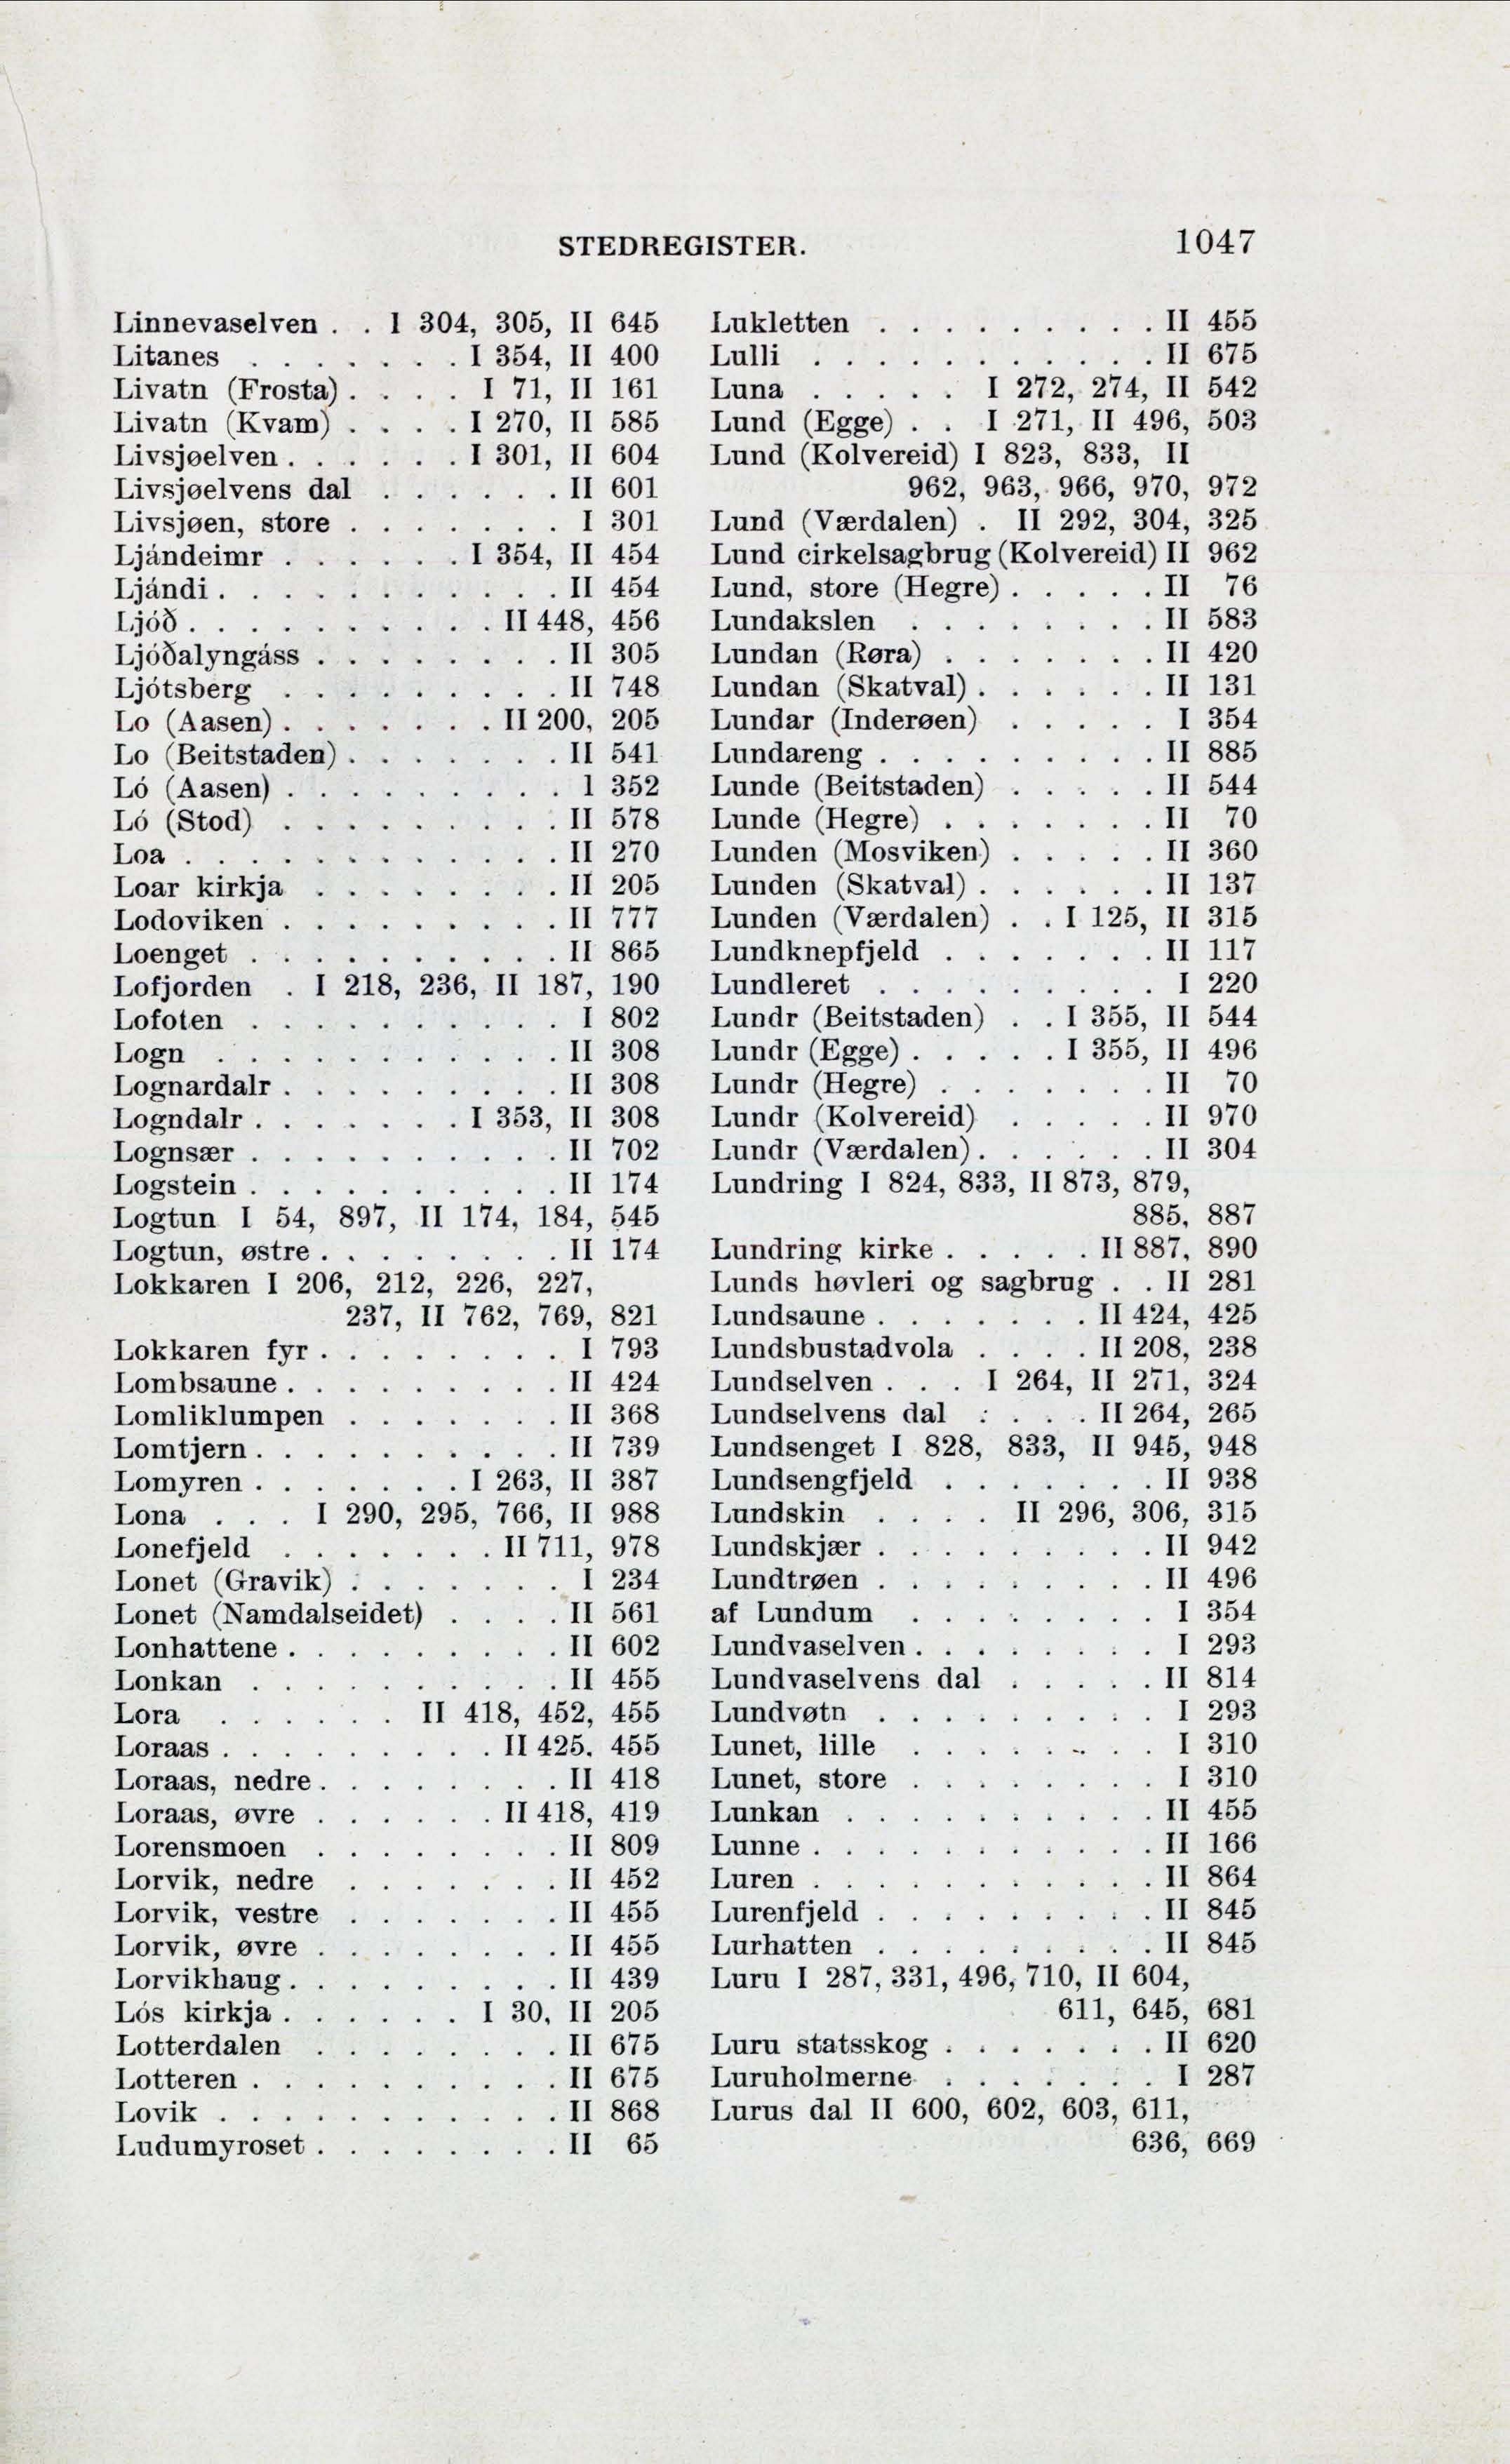 STEDREGISTER. 1047
Linnevaselven . . I 304, 305, II 645
Litanes . . . . . . . I 354, II 400
Livatn (Frosta) . . . . I 71, II 161
Livatn (Kvam) . . . . I 270, II 585
Livsjøelven . . . . . . I 301, II 604
Livsjøelvens dal . . . . . . II 601
Livsjøen, store . . . . . . . I 301
Ljándeimr . . . . . . I 354, II 454
Ljándi . . . . . . . . . . . II 454
Ljóð . . . . . . . . . . II 448, 456
Ljóðalyngáss . . . . . . . . II 305
Ljótsberg . . . . . . . . . II 748
Lo (Aasen) . . . . . . . II 200, 205
Lo (Beitstaden) . . . . . . . II 541
Ló (Aasen) . . . . . . . . . I 352
Ló (Stod) . . . . . . . . . II 578
Loa . . . . . . . . . . . . II 270
Loar kirkja . . . . . . . . II 205
Lodoviken . . . . . . . . . II 777
Loenget . . . . . . . . . . II 865
Lofjorden . I 218, 236, II 187, 190
Lofoten . . . . . . . . . . I 802
Logn . . . . . . . . . . . II 308
Lognardalr . . . . . . . . . II 308
Logndalr . . . . . . . I 353, II 308
Lognsær . . . . . . . . . . II 702
Logstein . . . . . . . . . . II 174
Logtun I 54, 897, II 174, 184, 545
Logtun, østre . . . . . . . . II 174
Lokkaren I 206, 212, 226, 227,
237, II 762, 769, 821
Lokkaren fyr . . . . . . . . I 793
Lombsaune . . . . . . . . . II 424
Lomliklumpen . . . . . . . II 368
Lomtjern . . . . . . . . . . II 739
Lomyren . . . . . . . I 263, II 387
Lona . . . I 290, 295, 766, II 988
Lonefjeld . . . . . . . II 711, 978
Lonet (Gravik) . . . . . . . I 234
Lonet (Namdalseidet) . . . . II 561
Lonhattene . . . . . . . . . II 602
Lonkan . . . . . . . . . . II 455
Lora . . . . . . II 418, 452, 455
Loraas . . . . . . . . . II 425, 455
Loraas, nedre . . . . . . . . II 418
Loraas, øvre . . . . . . II 418, 419
Lorensmoen . . . . . . . . II 809
Lorvik, nedre . . . . . . . II 452
Lorvik, vestre . . . . . . . II 455
Lorvik, øvre . . . . . . . . II 455
Lorvikhaug . . . . . . . . . II 439
Lós kirkja . . . . . . I 30, II 205
Lotterdalen . . . . . . . . II 675
Lotteren . . . . . . . . . . II 675
Lovik . . . . . . . . . . . II 868
Ludumyroset . . . . . . . . II 65
Lukletten . . . . . . . . . II 455
Lulli . . . . . . . . . . . II 675
Luna . . . . . I 272, 274, II 542
Lund (Egge) . . I 271, II 496, 503
Lund (Kolvereid) I 823, 833, II
962, 963, 966, 970, 972
Lund (Værdalen) . II 292, 304, 325
Lund cirkelsagbrug (Kolvereid) II 962
Lund, store (Hegre) . . . . . II 76
Lundakslen . . . . . . . . II 583
Lundan (Røra) . . . . . . . II 420
Lundan (Skatval) . . . . . . II 131
Lundar (Inderøen) . . . . . I 354
Lundareng . . . . . . . . . II 885
Lunde (Beitstaden) . . . . . II 544
Lunde (Hegre) . . . . . . . II 70
Lunden (Mosviken) . . . . . II 360
Lunden (Skatval) . . . . . . II 137
Lunden (Værdalen) . . I 125, II 315
Lundknepfjeld . . . . . . . II 117
Lundleret . . . . . . . . . I 220
Lundr (Beitstaden) . . I 355, II 544
Lundr (Egge) . . . . . I 355, II 496
Lundr (Hegre) . . . . . . . II 70
Lundr (Kolvereid) . . . . . II 970
Lundr (Værdalen) . . . . . . II 304
Lundring I 824, 833, II 873, 879,
885, 887
Lundring kirke . . . . . II 887, 890
Lunds høvleri og sagbrug . . II 281
Lundsaune . . . . . . . II 424, 425
Lundsbustadvola . . . . II 208, 238
Lundselven . . . I 264, II 271, 324
Lundselvens dal . . . . II 264, 265
Lundsenget I 828, 833, II 945, 948
Lundsengfjeld . . . . . . . II 938
Lundskin . . . . II 296, 306, 315
Lundskjær . . . . . . . . . II 942
Lundtrøen . . . . . . . . . II 496
af Lundum . . . . . . . . I 354
Lundvaselven . . . . . . . . I 293
Lundvaselvens dal . . . . . II 814
Lundvøtn . . . . . . . . . I 293
Lunet, lille . . . . . . . . I 310
Lunet, store . . . . . . . . I 310
Lunkan . . . . . . . . . . II 455
Lunne . . . . . . . . . . . II 166
Luren . . . . . . . . . . . II 864
Lurenfjeld . . . . . . . . . II 845
Lurhatten . . . . . . . . . II 845
Luru I 287, 331, 496, 710, II 604,
611, 645, 681
Luru statsskog . . . . . . . II 620
Luruholmerne . . . . . . . I 287
Lurus dal II 600, 602, 603, 611,
636, 669